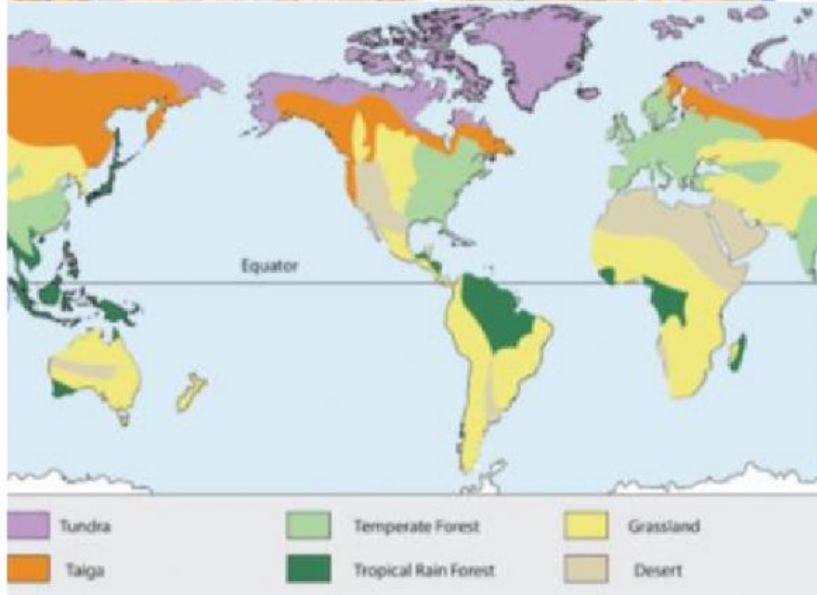 Equator
Tundra
Temperate Forest
Grassland
Taiga
Tropical Rain Forest
Desert